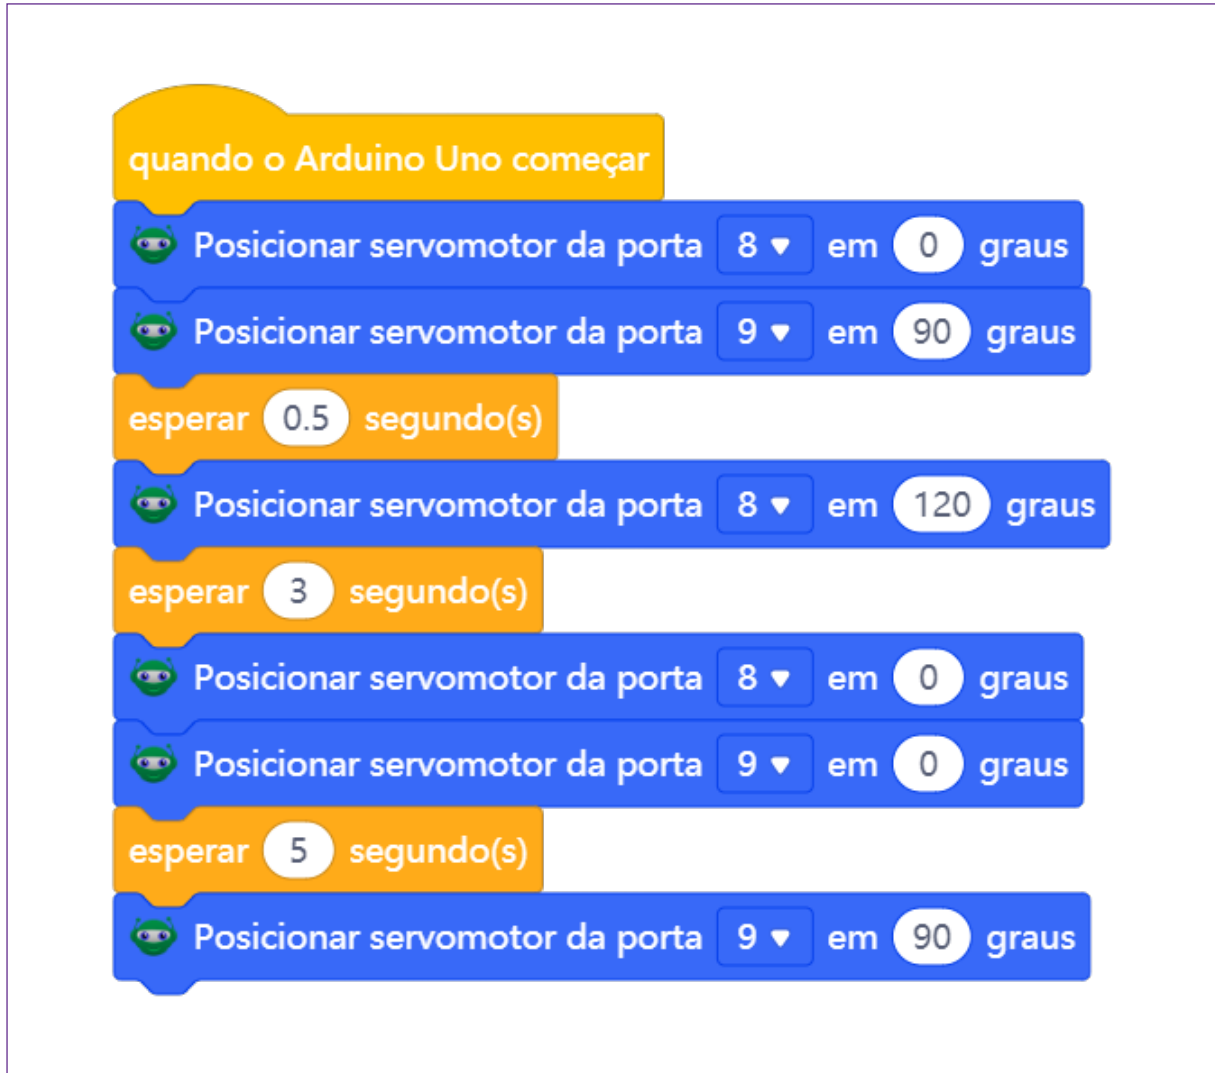 quando o Arduino Uno começar
Posicionar servomotor da porta 8 em 0 graus
Posicionar servomotor da porta 9 em 90 graus
esperar 0.5 segundo(s)
Posicionar servomotor da porta 8 em 120 graus
esperar 3 segundo(s)
Posicionar servomotor da porta 8 em 0 graus
Posicionar servomotor da porta 9 em 0 graus
esperar 5 segundo(s)
Posicionar servomotor da porta 9 em 90 graus